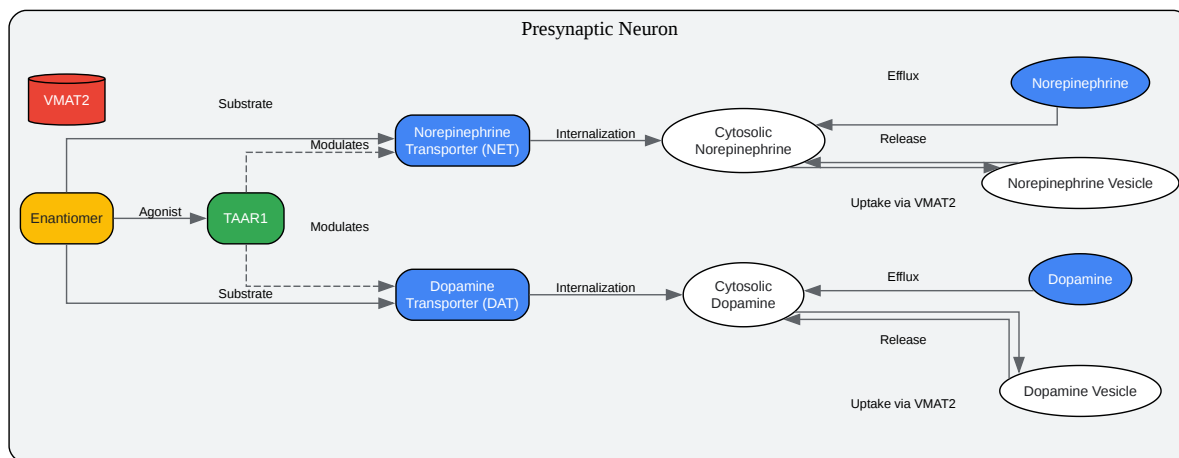 Presynaptic Neuron
VMAT2
Substrate
Efflux
Norepinephrine
Norepinephrine
Transporter (NET)
Modulates
Internalization
Cytosolic
Norepinephrine
Release
Norepinephrine Vesicle
Uptake via VMAT2
Enantiomer
Agonist
TAAR1
Modulates
Substrate
Dopamine
Transporter (DAT)
Internalization
Cytosolic
Dopamine
Efflux
Dopamine
Release
Dopamine Vesicle
Uptake via VMAT2